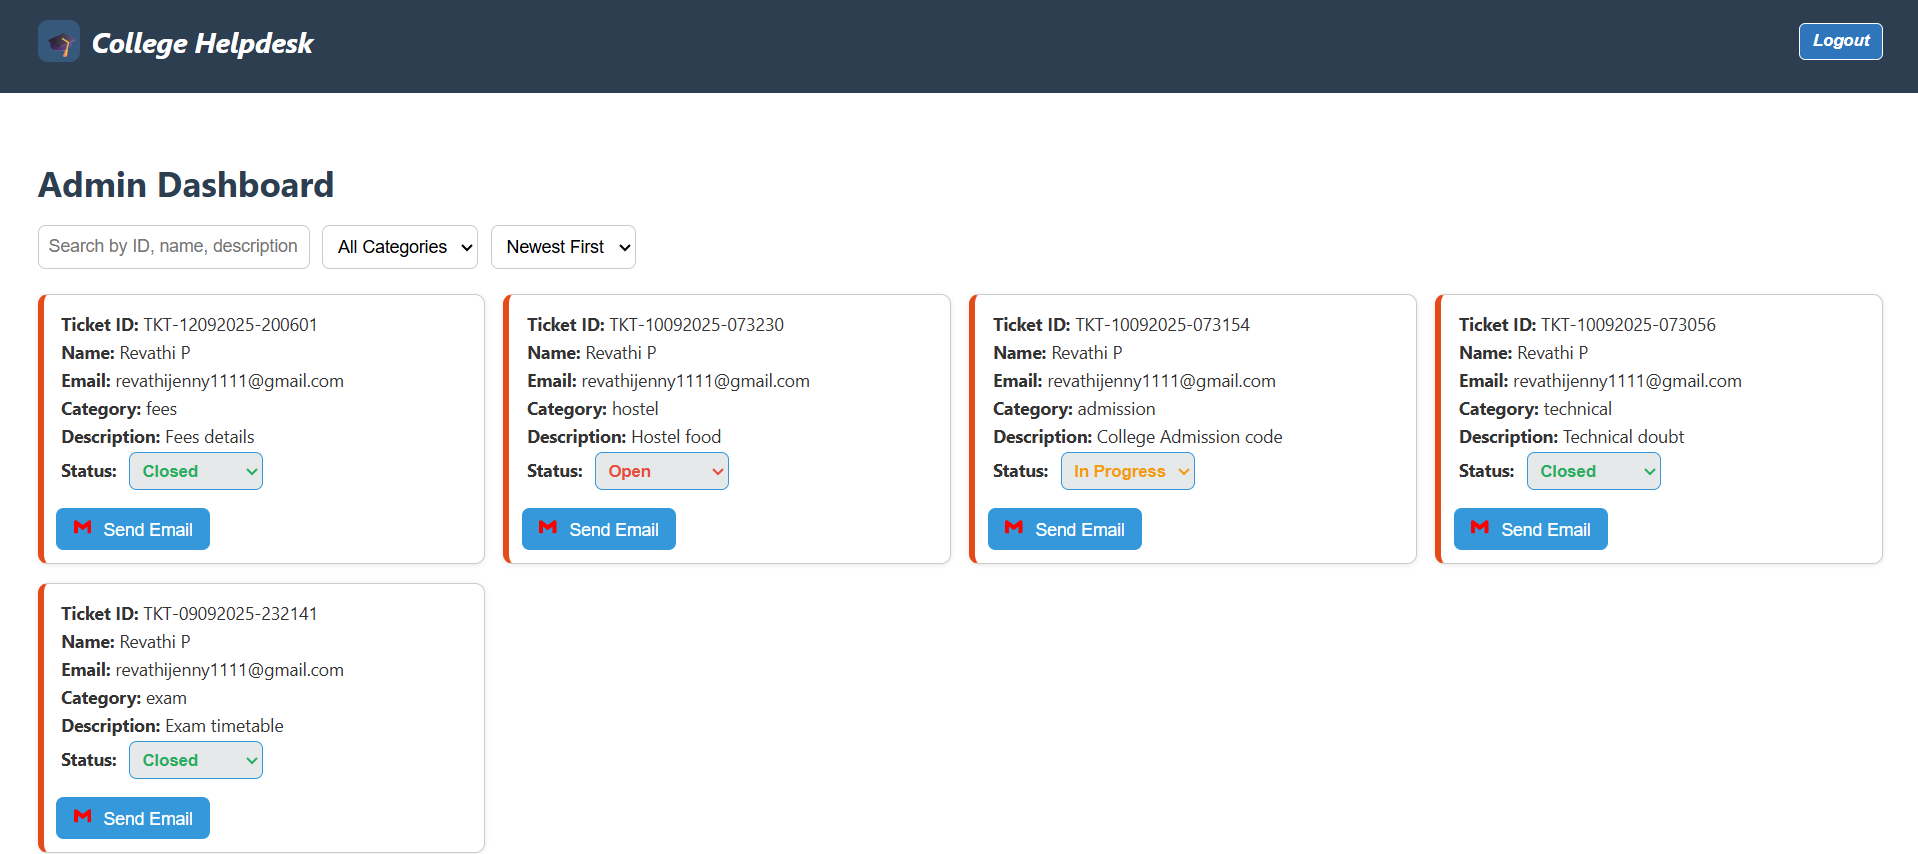 College Helpdesk
Logout
Admin Dashboard
Search by ID, name, description
All Categories
Newest First
Ticket ID: TKT-12092025-200601
Name: Revathi P
Email: revathijenny1111@gmail.com
Category: fees
Description: Fees details
Status: Closed
Send Email
Ticket ID: TKT-10092025-073230
Name: Revathi P
Email: revathijenny1111@gmail.com
Category: hostel
Description: Hostel food
Status: Open
Send Email
Ticket ID: TKT-10092025-073154
Name: Revathi P
Email: revathijenny1111@gmail.com
Category: admission
Description: College Admission code
Status: In Progress
Send Email
Ticket ID: TKT-10092025-073056
Name: Revathi P
Email: revathijenny1111@gmail.com
Category: technical
Description: Technical doubt
Status: Closed
Send Email
Ticket ID: TKT-09092025-232141
Name: Revathi P
Email: revathijenny1111@gmail.com
Category: exam
Description: Exam timetable
Status: Closed
Send Email